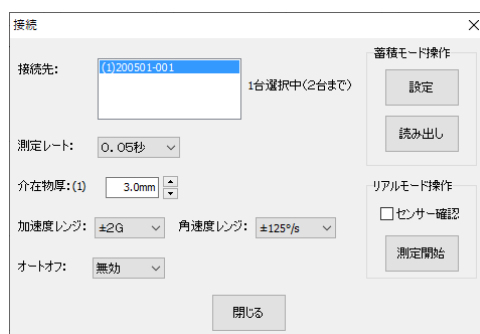 接続
接続先:
(1)200501-001
1台選択中(2台まで)
測定レート:
0.05秒
介在物厚:(1)
3.0mm
加速度レンジ:
±2G
角速度レンジ:
±125°/s
オートオフ:
無効
蓄積モード操作
設定
読み出し
リアルモード操作
センサー確認
測定開始
閉じる